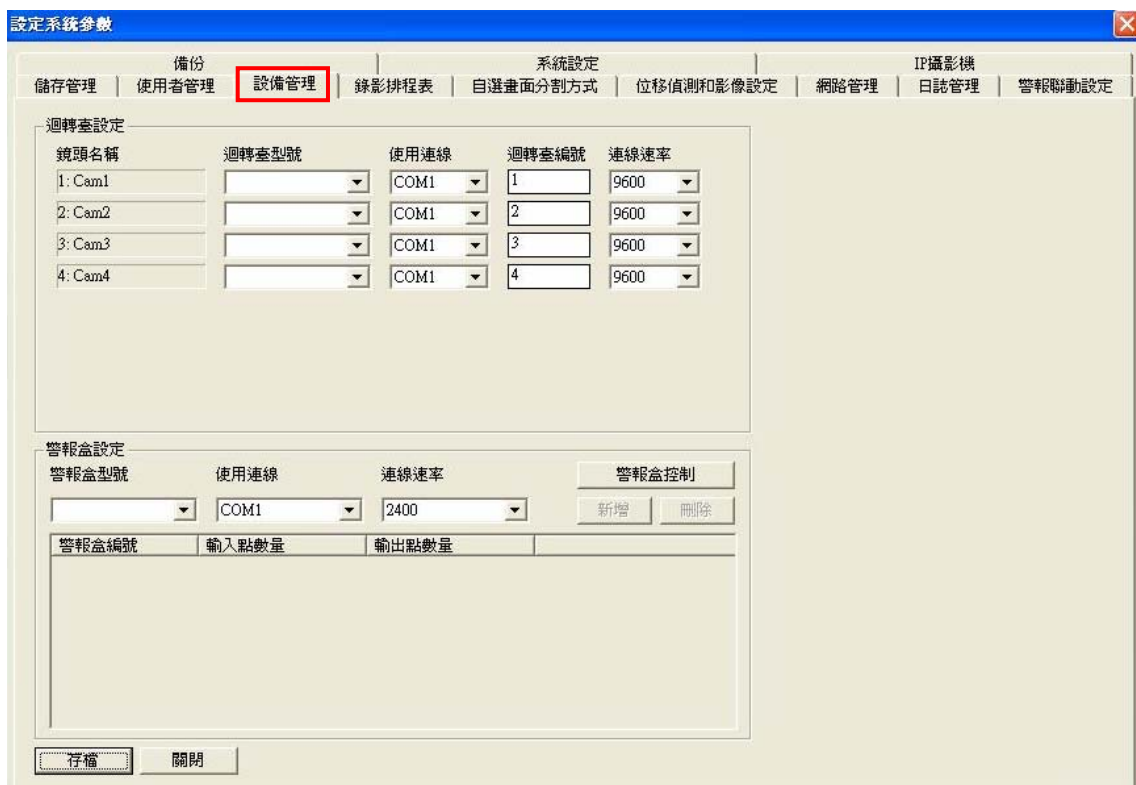 設定系統參數
備份 系統設定 IP攝影機
儲存管理 使用者管理 設備管理 錄影排程表 自選畫面分割方式 位移偵測和影像設定 網路管理 日誌管理 警報聯動設定
迴轉臺設定
鏡頭名稱 迴轉臺型號 使用連線 迴轉臺編號 連線速率
1: Cam1 COM1 1 9600
2: Cam2 COM1 2 9600
3: Cam3 COM1 3 9600
4: Cam4 COM1 4 9600
警報盒設定
警報盒型號 使用連線 連線速率 警報盒控制
COM1 2400 新增 刪除
警報盒編號 輸入點數量 輸出點數量
存檔 關閉